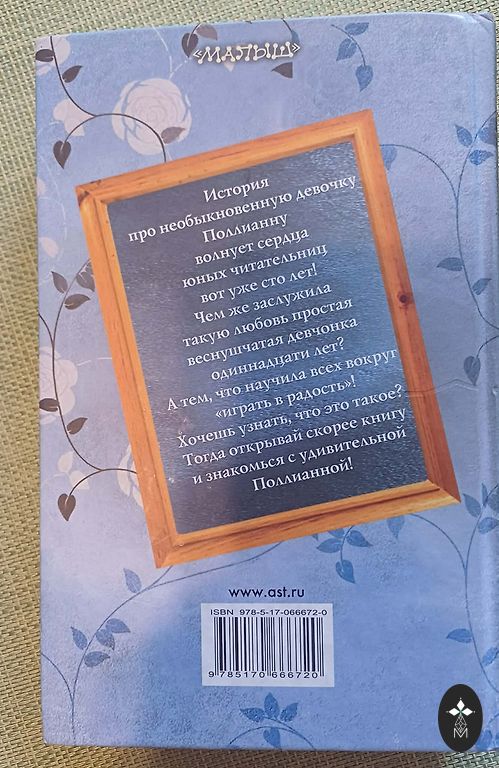 «МАЛЫШ»
История
про необыкновенную девочку
Поллианну
волнует сердца
юных читательниц
вот уже сто лет!
Чем же заслужила
такую любовь простая
веснушчатая девчонка
одиннадцати лет?
А тем, что научила всех вокруг
«играть в радость»!
Хочешь узнать, что это такое?
Тогда открывай скорее книгу
и знакомься с удивительной
Поллианной!
www.ast.ru
ISBN 978-5-17-066672-0
9 785170 666720
M